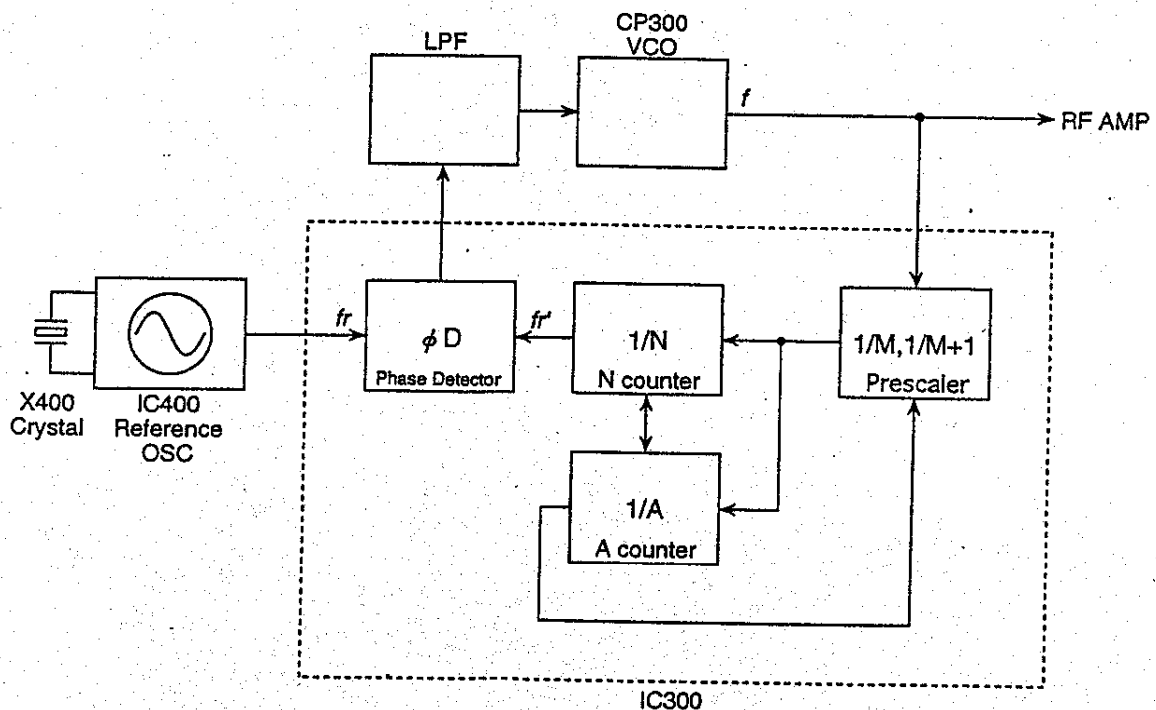 LPF
CP300
VCO
f
RF AMP
X400
Crystal
IC400
Reference
OSC
fr
ϕ D
Phase Detector
fr'
1/N
N counter
1/M,1/M+1
Prescaler
1/A
A counter
IC300